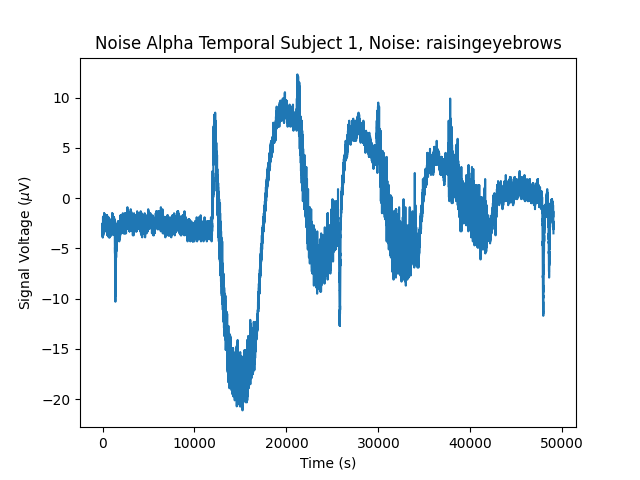 Noise Alpha Temporal Subject 1, Noise: raisingeyebrows
10
5
0
−5
−10
−15
−20
Signal Voltage (μV)
0 10000 20000 30000 40000 50000
Time (s)